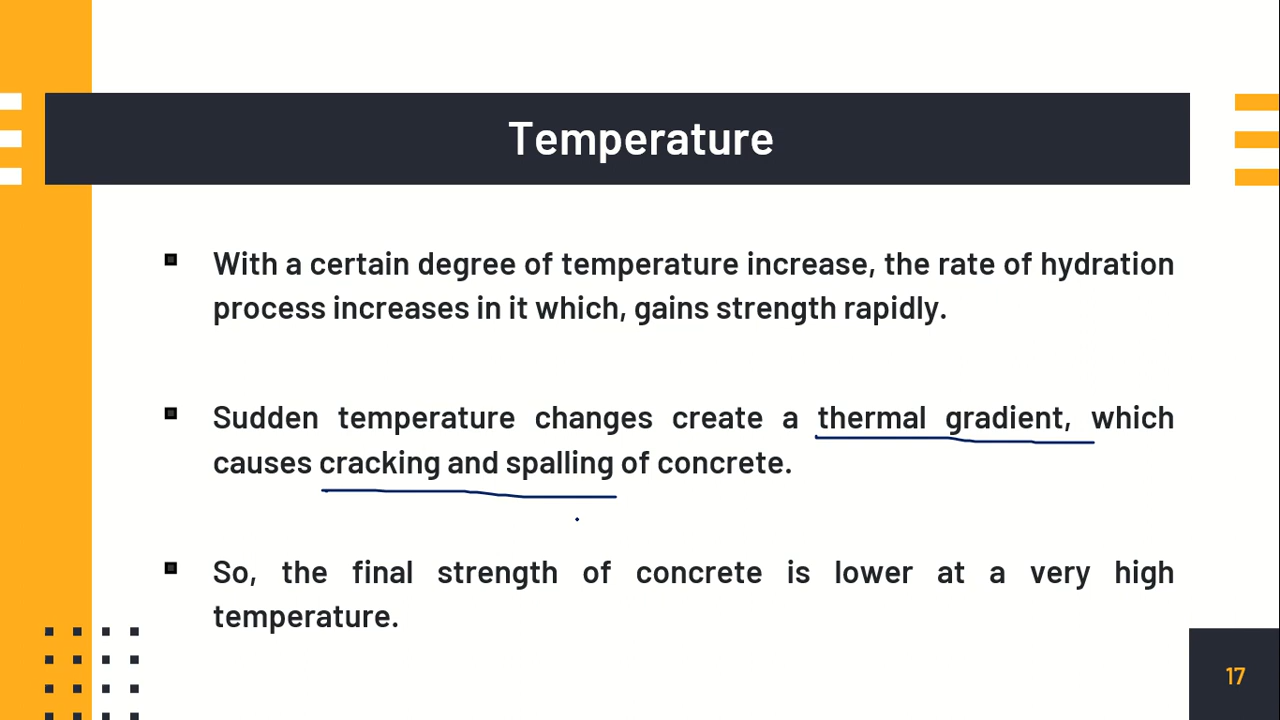 Temperature
With a certain degree of temperature increase, the rate of hydration
process increases in it which, gains strength rapidly.
Sudden temperature changes create a thermal gradient, which
causes cracking and spalling of concrete.
So, the final strength of concrete is lower at a very high
temperature.
17